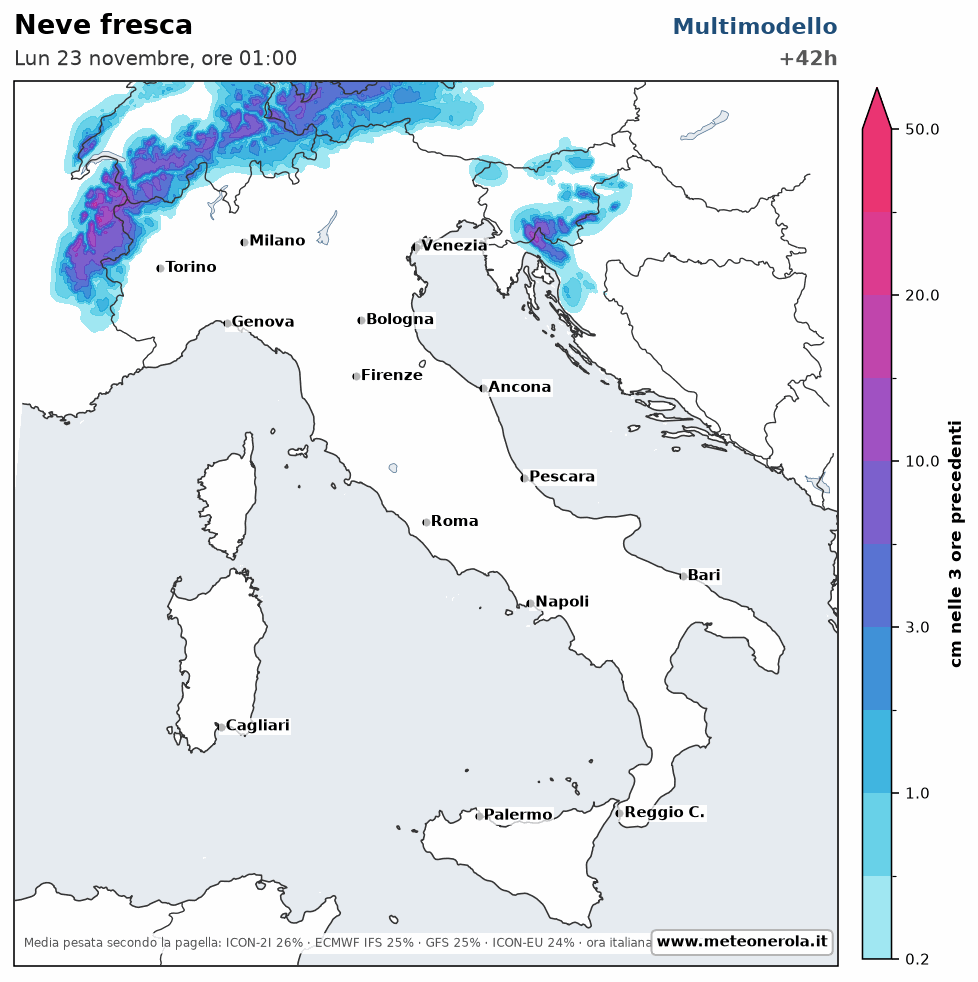 Neve fresca
Multimodello
Lun 23 novembre, ore 01:00
+42h
50.0
20.0
10.0
3.0
1.0
0.2
cm nelle 3 ore precedenti
Milano
Venezia
Torino
Genova
Bologna
Firenze
Ancona
Pescara
Roma
Bari
Napoli
Cagliari
Palermo
Reggio C.
Media pesata secondo la pagella: ICON-2I 26% · ECMWF IFS 25% · GFS 25% · ICON-EU 24% · ora italiana
www.meteonerola.it